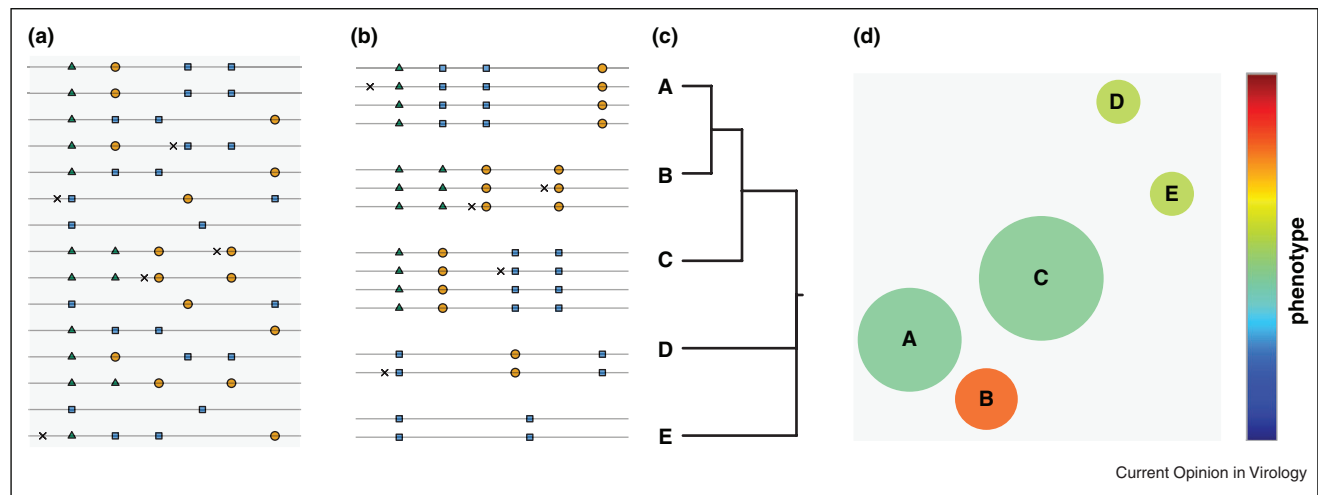 (a)
(b)
(c)
(d)
A
B
C
D
E
D
E
C
A
B
phenotype
Current Opinion in Virology